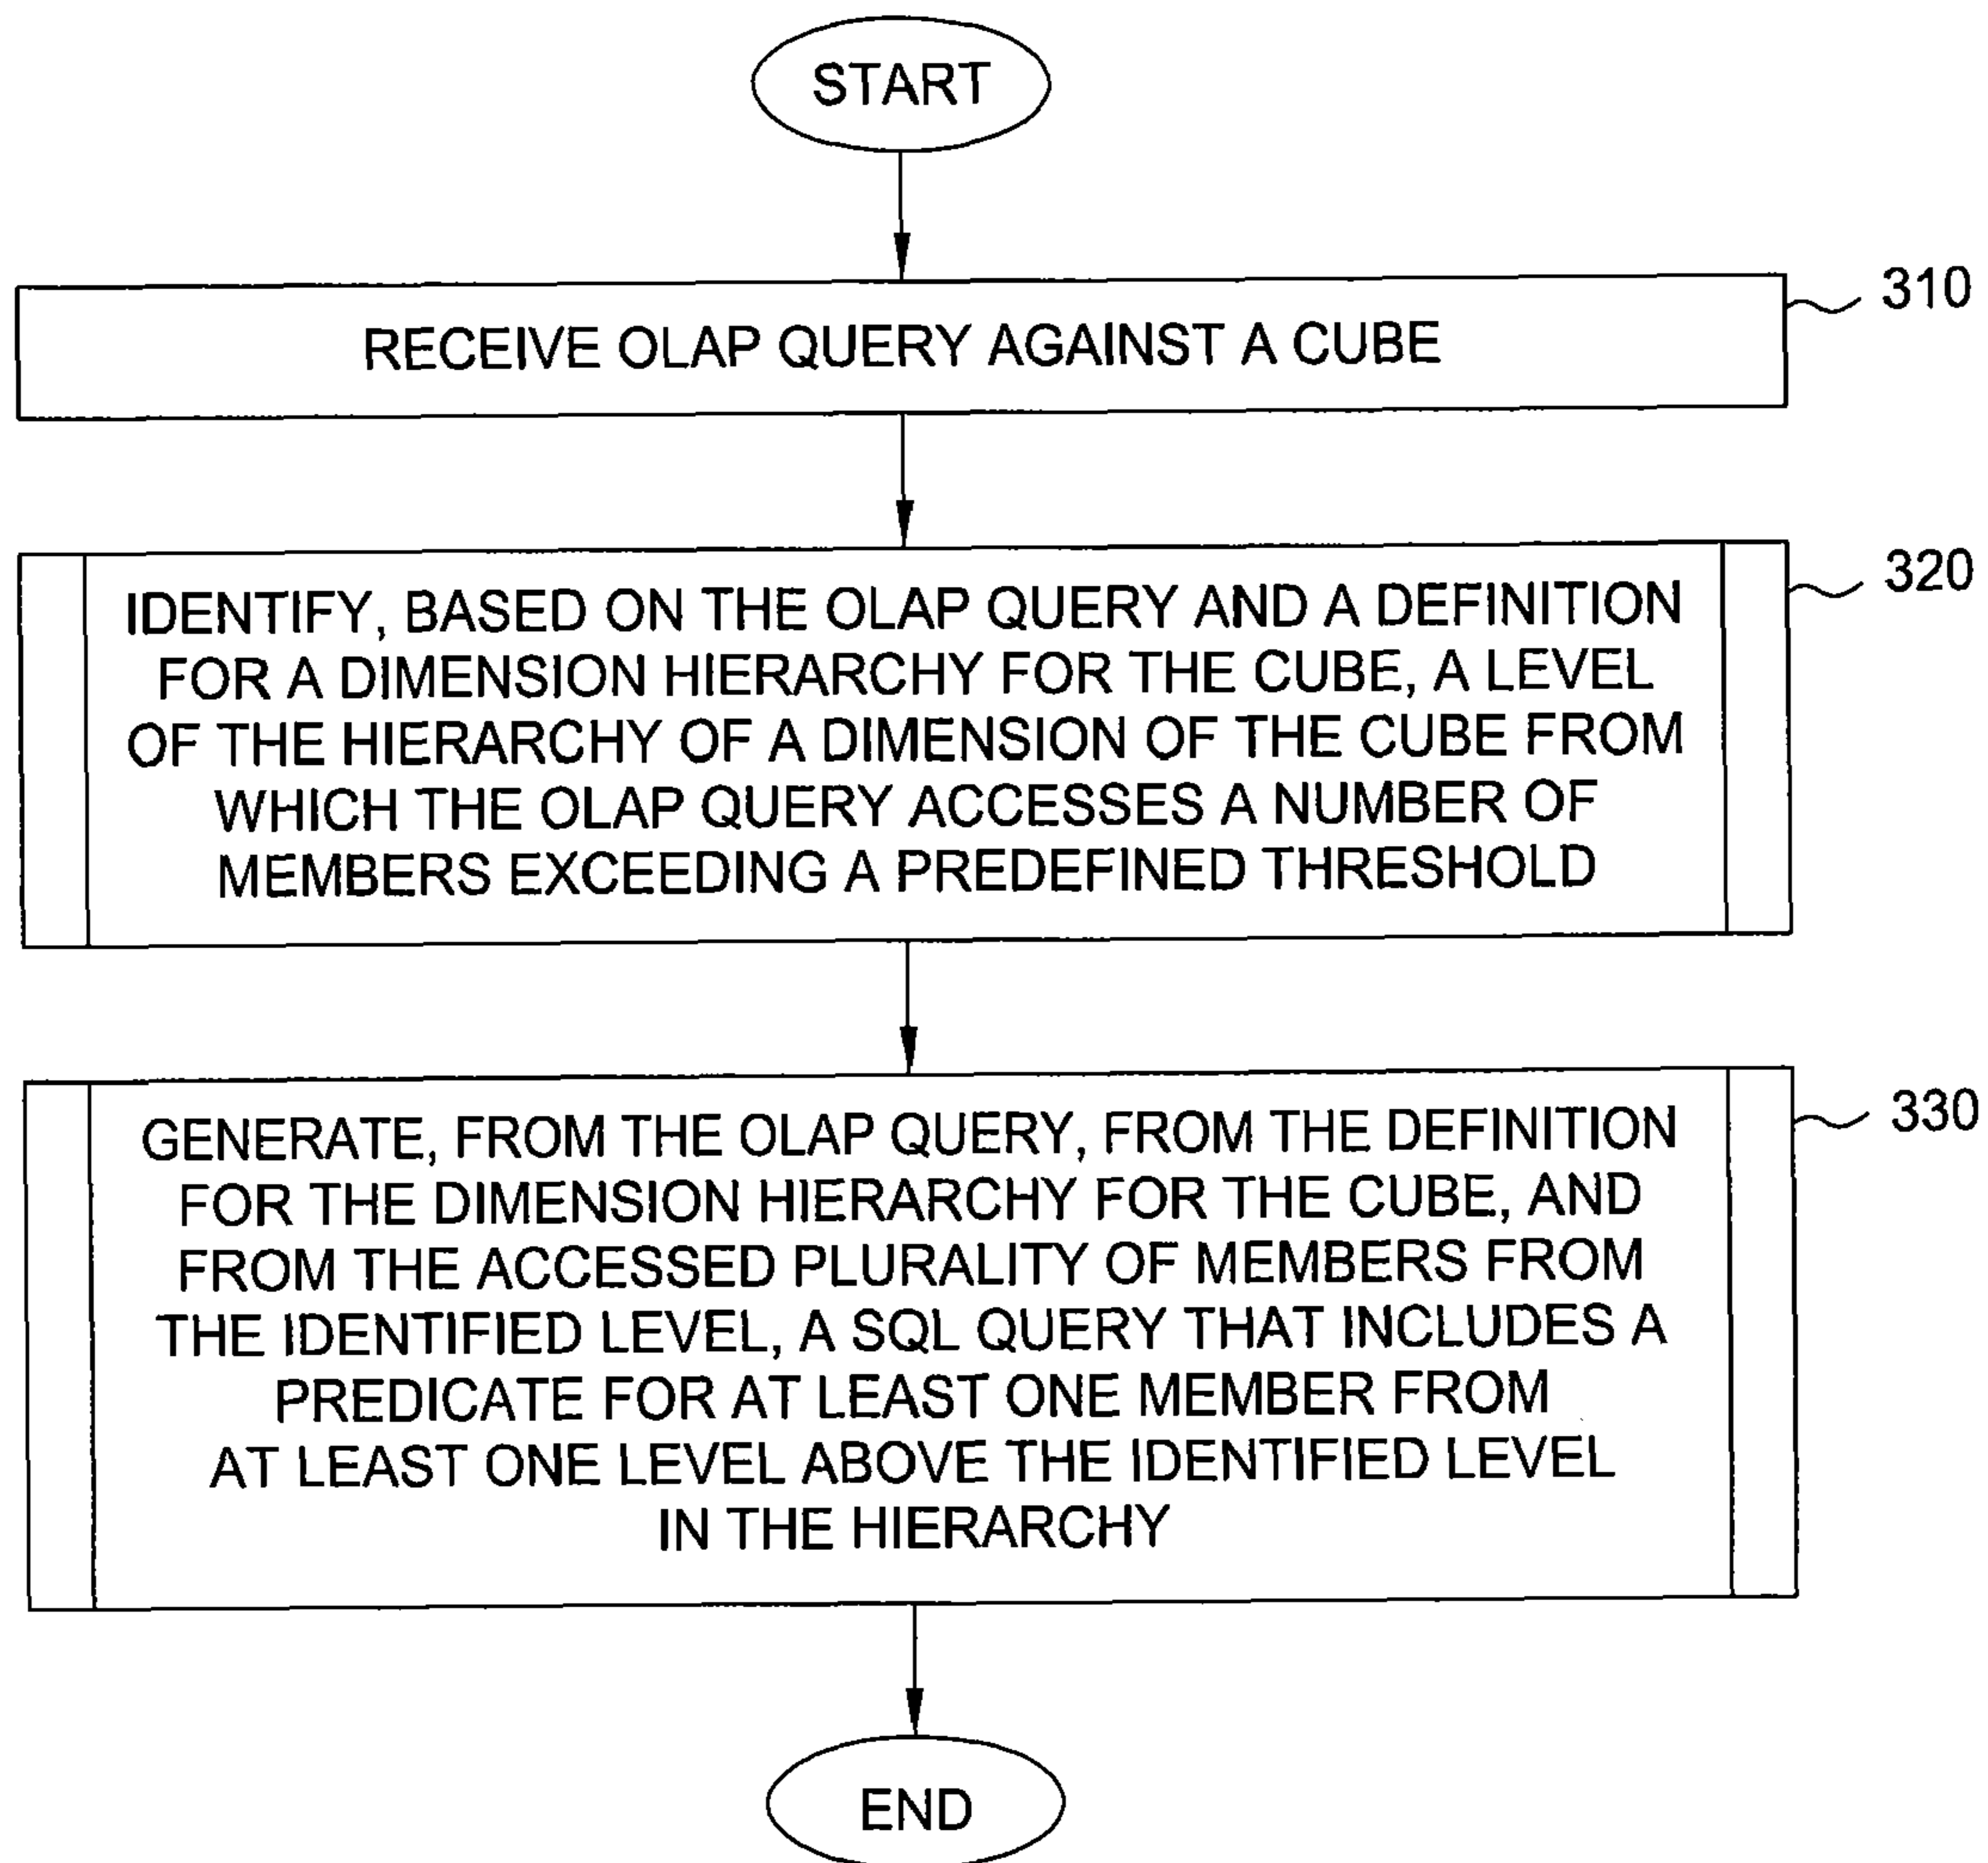 START
310
RECEIVE OLAP QUERY AGAINST A CUBE
320
IDENTIFY, BASED ON THE OLAP QUERY AND A DEFINITION
FOR A DIMENSION HIERARCHY FOR THE CUBE, A LEVEL
OF THE HIERARCHY OF A DIMENSION OF THE CUBE FROM
WHICH THE OLAP QUERY ACCESSES A NUMBER OF
MEMBERS EXCEEDING A PREDEFINED THRESHOLD
330
GENERATE, FROM THE OLAP QUERY, FROM THE DEFINITION
FOR THE DIMENSION HIERARCHY FOR THE CUBE, AND
FROM THE ACCESSED PLURALITY OF MEMBERS FROM
THE IDENTIFIED LEVEL, A SQL QUERY THAT INCLUDES A
PREDICATE FOR AT LEAST ONE MEMBER FROM
AT LEAST ONE LEVEL ABOVE THE IDENTIFIED LEVEL
IN THE HIERARCHY
END